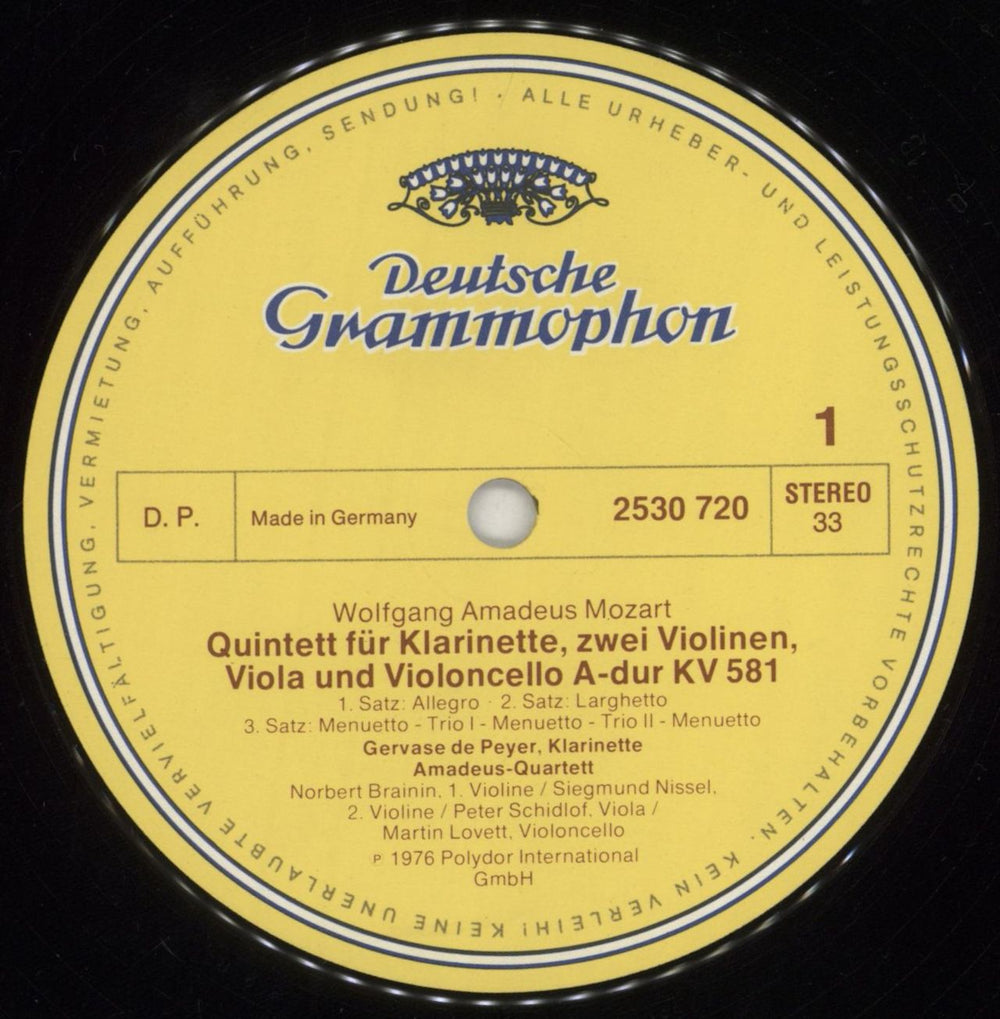 ALLE URHEBER- UND LEISTUNGSSCHUTZRECHTE VORBEHALTEN. KEIN VERLEIH! KEINE UNERLAUBTE VERVIELFÄLTIGUNG, VERMIETUNG, AUFFÜHRUNG, SENDUNG! ·
Deutsche
Grammophon
1
D. P.
Made in Germany
2530 720
STEREO
33
Wolfgang Amadeus Mozart
Quintett für Klarinette, zwei Violinen,
Viola und Violoncello A-dur KV 581
1. Satz: Allegro · 2. Satz: Larghetto
3. Satz: Menuetto - Trio I - Menuetto - Trio II - Menuetto
Gervase de Peyer, Klarinette
Amadeus-Quartett
Norbert Brainin, 1. Violine / Siegmund Nissel,
2. Violine / Peter Schidlof, Viola /
Martin Lovett, Violoncello
℗ 1976 Polydor International
GmbH